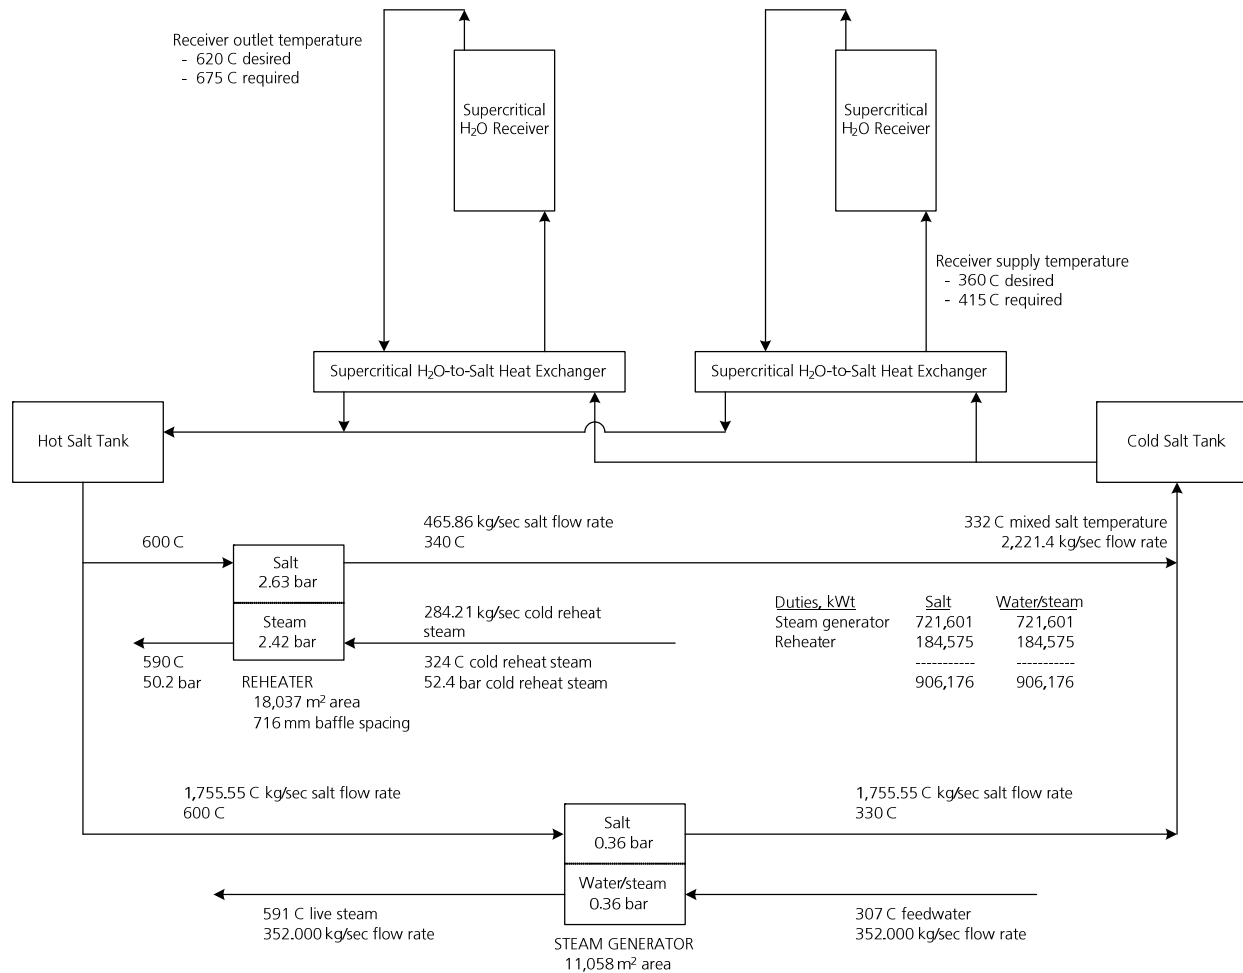 Receiver outlet temperature
- 620 C desired
- 675 C required
Supercritical
H₂O Receiver
Supercritical
H₂O Receiver
Receiver supply temperature
- 360 C desired
- 415 C required
Supercritical H₂O-to-Salt Heat Exchanger
Supercritical H₂O-to-Salt Heat Exchanger
Hot Salt Tank
Cold Salt Tank
600 C
Salt
2.63 bar
Steam
2.42 bar
465.86 kg/sec salt flow rate
340 C
332 C mixed salt temperature
2,221.4 kg/sec flow rate
284.21 kg/sec cold reheat
steam
324 C cold reheat steam
52.4 bar cold reheat steam
590 C
50.2 bar
REHEATER
18,037 m² area
716 mm baffle spacing
Duties, kWt Salt Water/steam
Steam generator 721,601 721,601
Reheater 184,575 184,575
----------- -----------
906,176 906,176
1,755.55 C kg/sec salt flow rate
600 C
Salt
0.36 bar
Water/steam
0.36 bar
1,755.55 C kg/sec salt flow rate
330 C
591 C live steam
352.000 kg/sec flow rate
307 C feedwater
352.000 kg/sec flow rate
STEAM GENERATOR
11,058 m² area